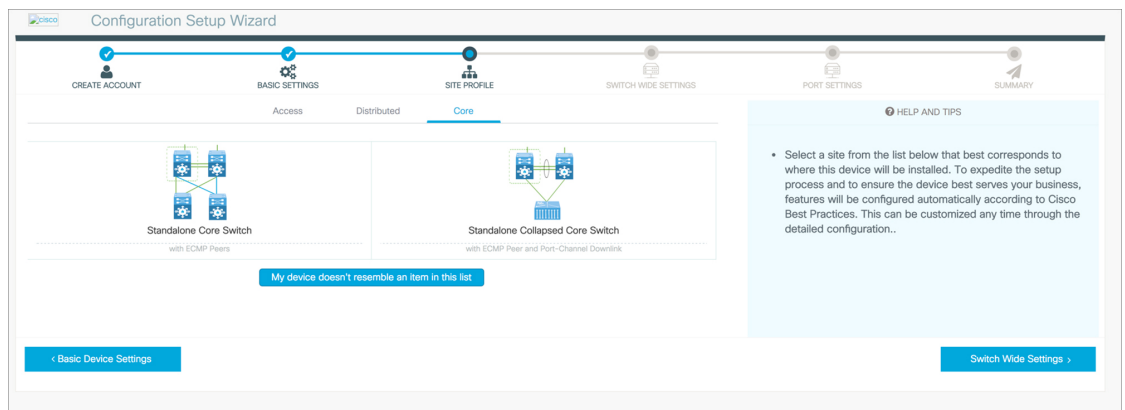 cisco
Configuration Setup Wizard
CREATE ACCOUNT
BASIC SETTINGS
SITE PROFILE
SWITCH WIDE SETTINGS
PORT SETTINGS
SUMMARY
Access
Distributed
Core
Standalone Core Switch
with ECMP Peers
Standalone Collapsed Core Switch
with ECMP Peer and Port-Channel Downlink
My device doesn't resemble an item in this list
HELP AND TIPS
• Select a site from the list below that best corresponds to
where this device will be installed. To expedite the setup
process and to ensure the device best serves your business,
features will be configured automatically according to Cisco
Best Practices. This can be customized any time through the
detailed configuration..
‹ Basic Device Settings
Switch Wide Settings ›